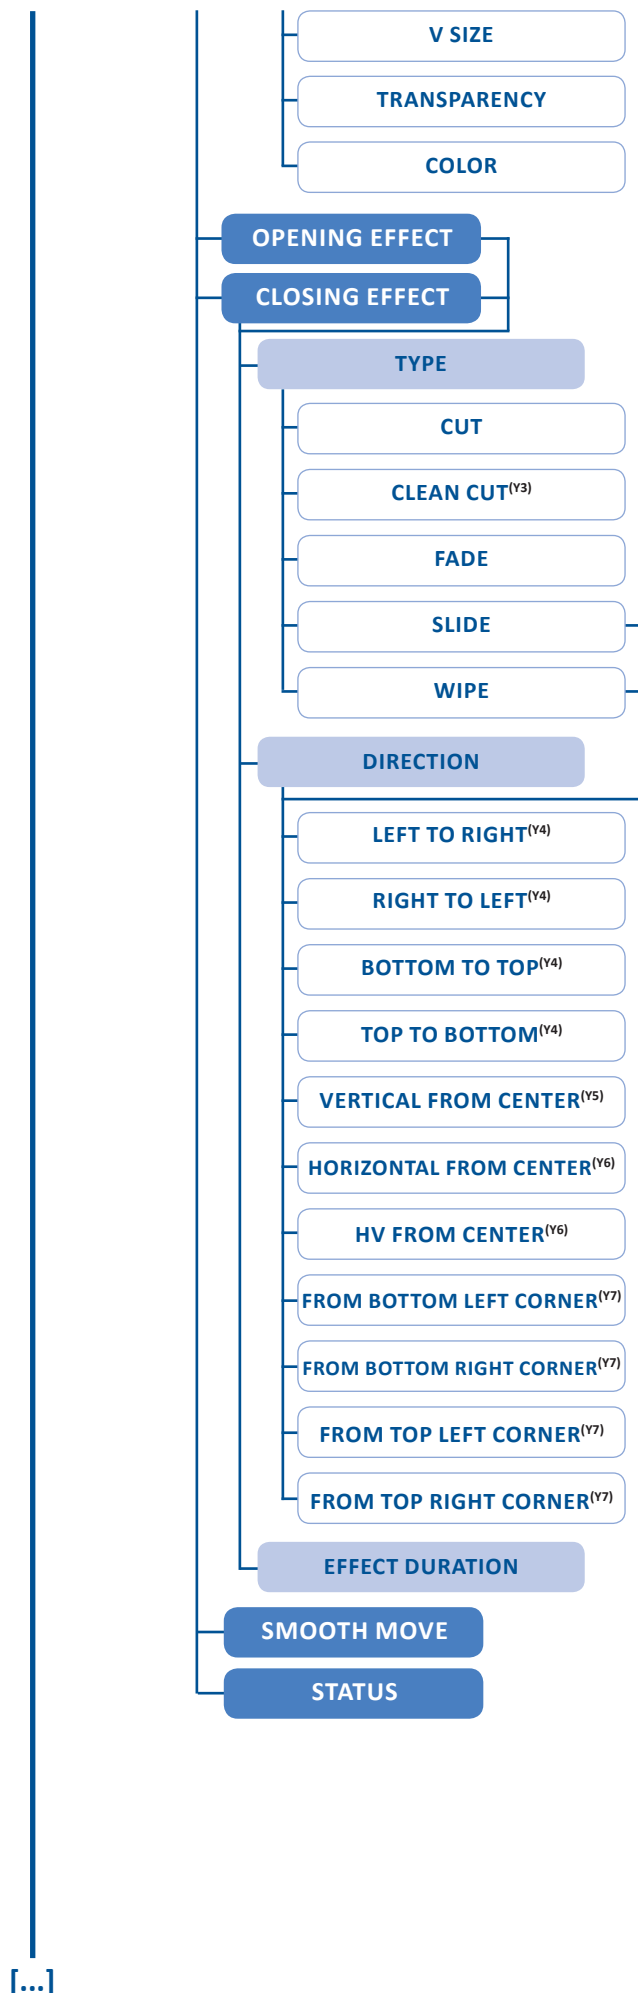 V SIZE
TRANSPARENCY
COLOR
OPENING EFFECT
CLOSING EFFECT
TYPE
CUT
CLEAN CUT(Y3)
FADE
SLIDE
WIPE
DIRECTION
LEFT TO RIGHT(Y4)
RIGHT TO LEFT(Y4)
BOTTOM TO TOP(Y4)
TOP TO BOTTOM(Y4)
VERTICAL FROM CENTER(Y5)
HORIZONTAL FROM CENTER(Y6)
HV FROM CENTER(Y6)
FROM BOTTOM LEFT CORNER(Y7)
FROM BOTTOM RIGHT CORNER(Y7)
FROM TOP LEFT CORNER(Y7)
FROM TOP RIGHT CORNER(Y7)
EFFECT DURATION
SMOOTH MOVE
STATUS
[...]